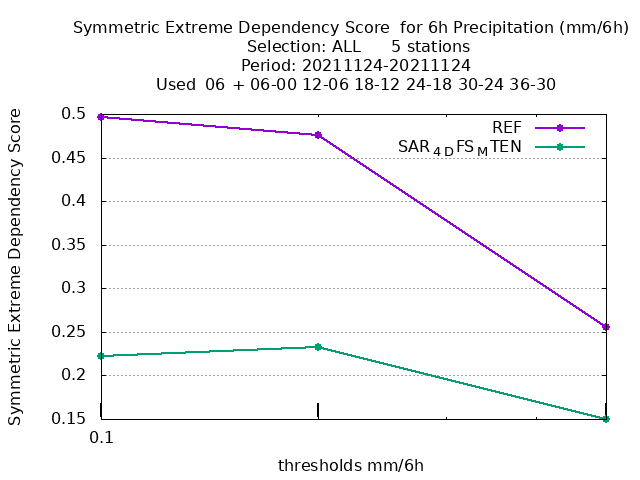 Symmetric Extreme Dependency Score  for 6h Precipitation (mm/6h)
Selection: ALL      5 stations
Period: 20211124-20211124
Used  06 + 06-00 12-06 18-12 24-18 30-24 36-30
REF
SAR4DFSMTEN
Symmetric Extreme Dependency Score
0.5
0.45
0.4
0.35
0.3
0.25
0.2
0.15
0.1
thresholds mm/6h